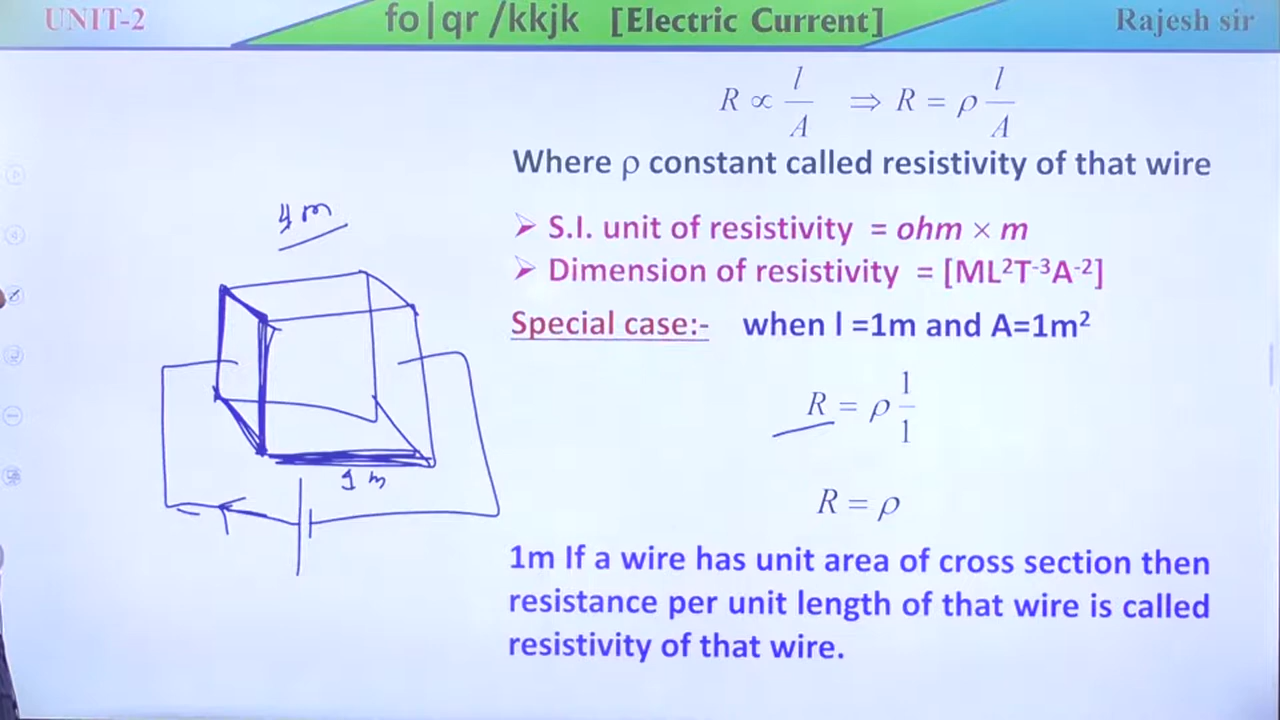 UNIT-2
fo|qr /kkjk [Electric Current]
Rajesh sir
R ∝ l/A ⇒ R = ρ l/A
Where ρ constant called resistivity of that wire
➢ S.I. unit of resistivity = ohm × m
➢ Dimension of resistivity = [ML²T⁻³A⁻²]
Special case:- when l =1m and A=1m²
R = ρ 1/1
R = ρ
1m If a wire has unit area of cross section then
resistance per unit length of that wire is called
resistivity of that wire.
1 m